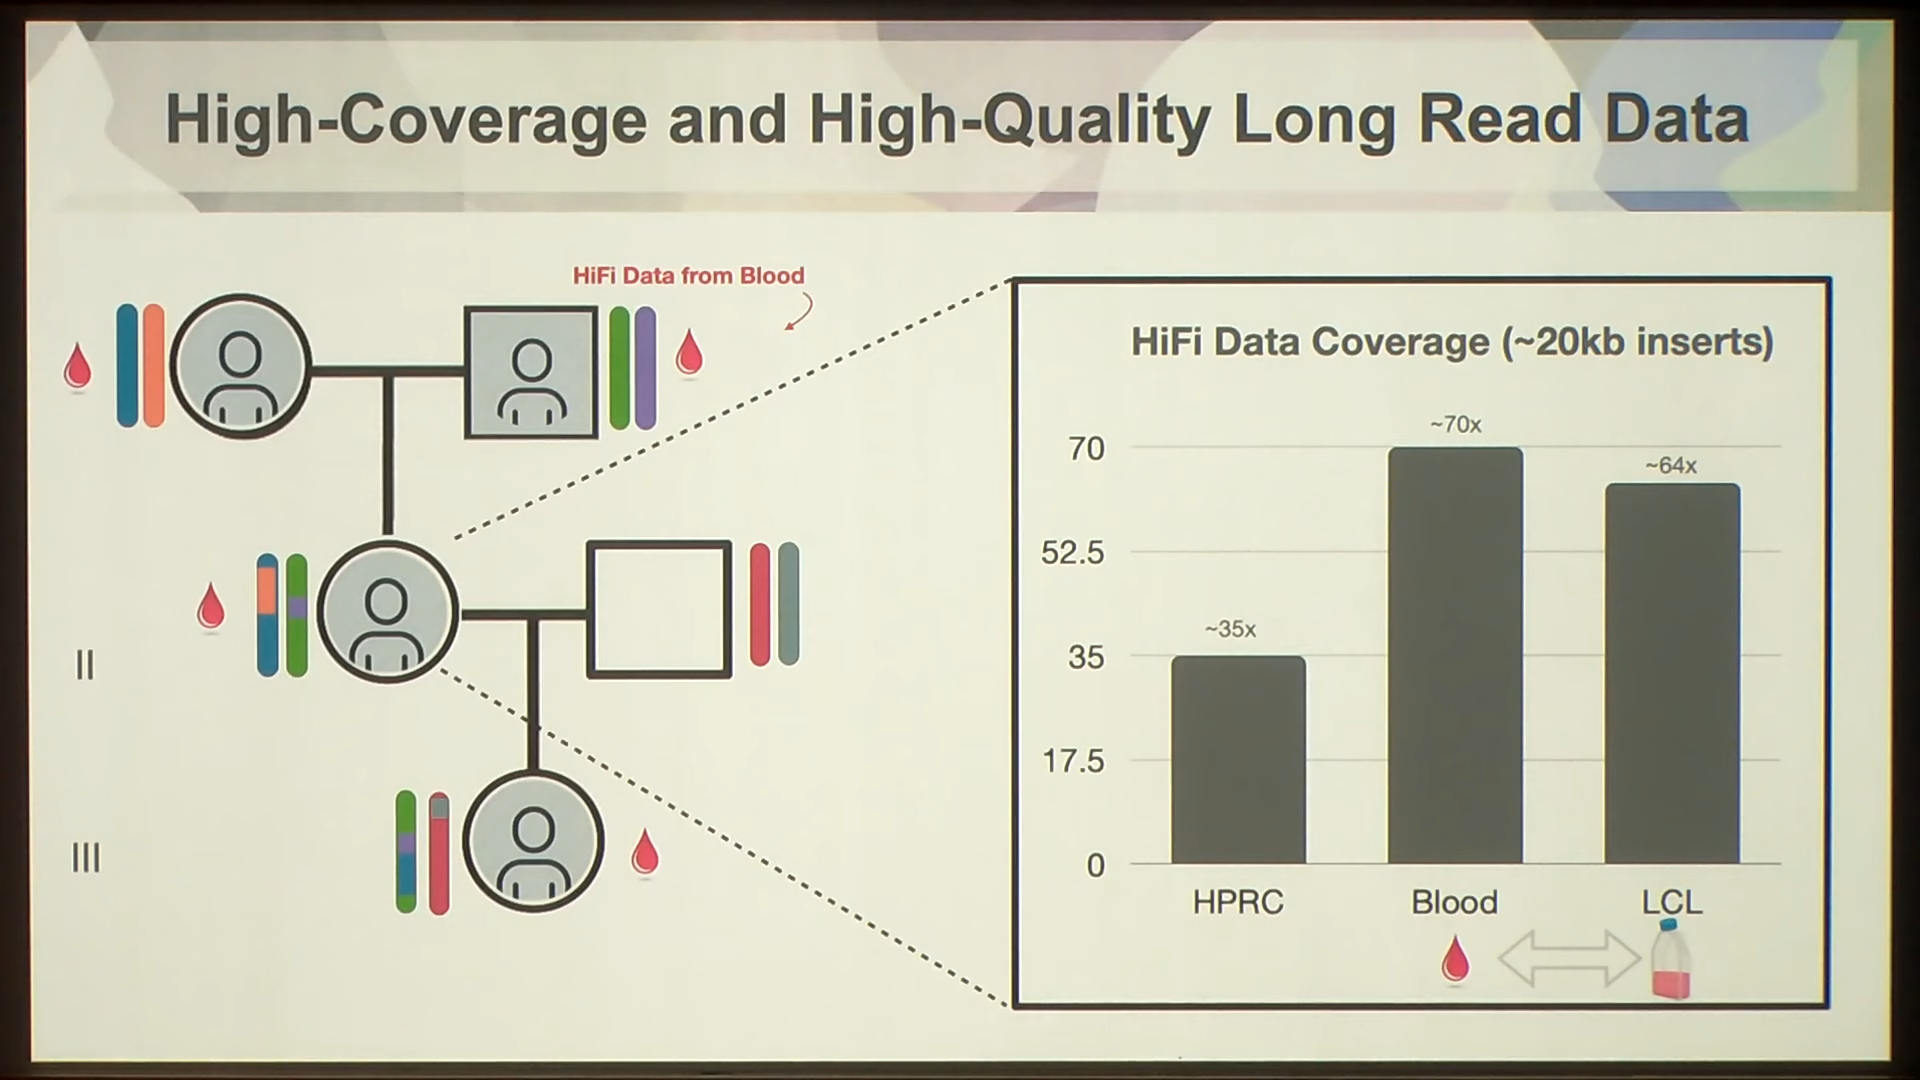 High-Coverage and High-Quality Long Read Data
HiFi Data from Blood
II
III
HiFi Data Coverage (~20kb inserts)
70
52.5
35
17.5
0
~35x
~70x
~64x
HPRC
Blood
LCL